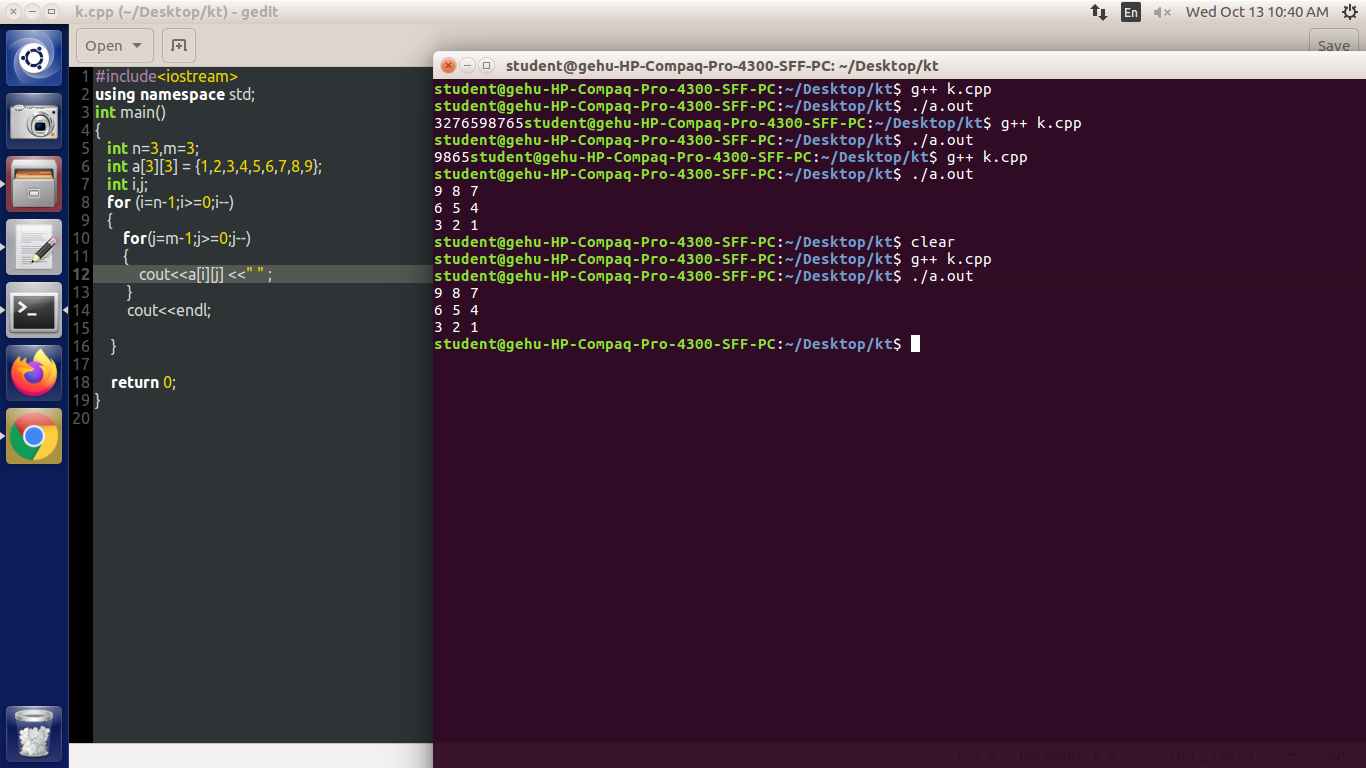 k.cpp (~/Desktop/kt) - gedit
En
Wed Oct 13 10:40 AM
Open
Save
1 #include<iostream>
2 using namespace std;
3 int main()
4 {
5 int n=3,m=3;
6 int a[3][3] = {1,2,3,4,5,6,7,8,9};
7 int i,j;
8 for (i=n-1;i>=0;i--)
9 {
10 for(j=m-1;j>=0;j--)
11 {
12 cout<<a[i][j] <<" " ;
13 }
14 cout<<endl;
15
16 }
17
18 return 0;
19 }
20
student@gehu-HP-Compaq-Pro-4300-SFF-PC: ~/Desktop/kt
student@gehu-HP-Compaq-Pro-4300-SFF-PC:~/Desktop/kt$ g++ k.cpp
student@gehu-HP-Compaq-Pro-4300-SFF-PC:~/Desktop/kt$ ./a.out
3276598765student@gehu-HP-Compaq-Pro-4300-SFF-PC:~/Desktop/kt$ g++ k.cpp
student@gehu-HP-Compaq-Pro-4300-SFF-PC:~/Desktop/kt$ ./a.out
9865student@gehu-HP-Compaq-Pro-4300-SFF-PC:~/Desktop/kt$ g++ k.cpp
student@gehu-HP-Compaq-Pro-4300-SFF-PC:~/Desktop/kt$ ./a.out
9 8 7
6 5 4
3 2 1
student@gehu-HP-Compaq-Pro-4300-SFF-PC:~/Desktop/kt$ clear
student@gehu-HP-Compaq-Pro-4300-SFF-PC:~/Desktop/kt$ g++ k.cpp
student@gehu-HP-Compaq-Pro-4300-SFF-PC:~/Desktop/kt$ ./a.out
9 8 7
6 5 4
3 2 1
student@gehu-HP-Compaq-Pro-4300-SFF-PC:~/Desktop/kt$